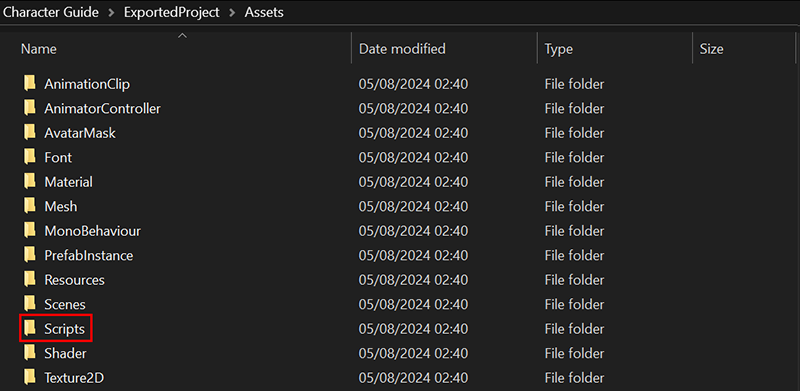 Character Guide > ExportedProject > Assets
Name Date modified Type Size
AnimationClip 05/08/2024 02:40 File folder
AnimatorController 05/08/2024 02:40 File folder
AvatarMask 05/08/2024 02:40 File folder
Font 05/08/2024 02:40 File folder
Material 05/08/2024 02:40 File folder
Mesh 05/08/2024 02:40 File folder
MonoBehaviour 05/08/2024 02:40 File folder
PrefabInstance 05/08/2024 02:40 File folder
Resources 05/08/2024 02:40 File folder
Scenes 05/08/2024 02:40 File folder
Scripts 05/08/2024 02:40 File folder
Shader 05/08/2024 02:40 File folder
Texture2D 05/08/2024 02:40 File folder